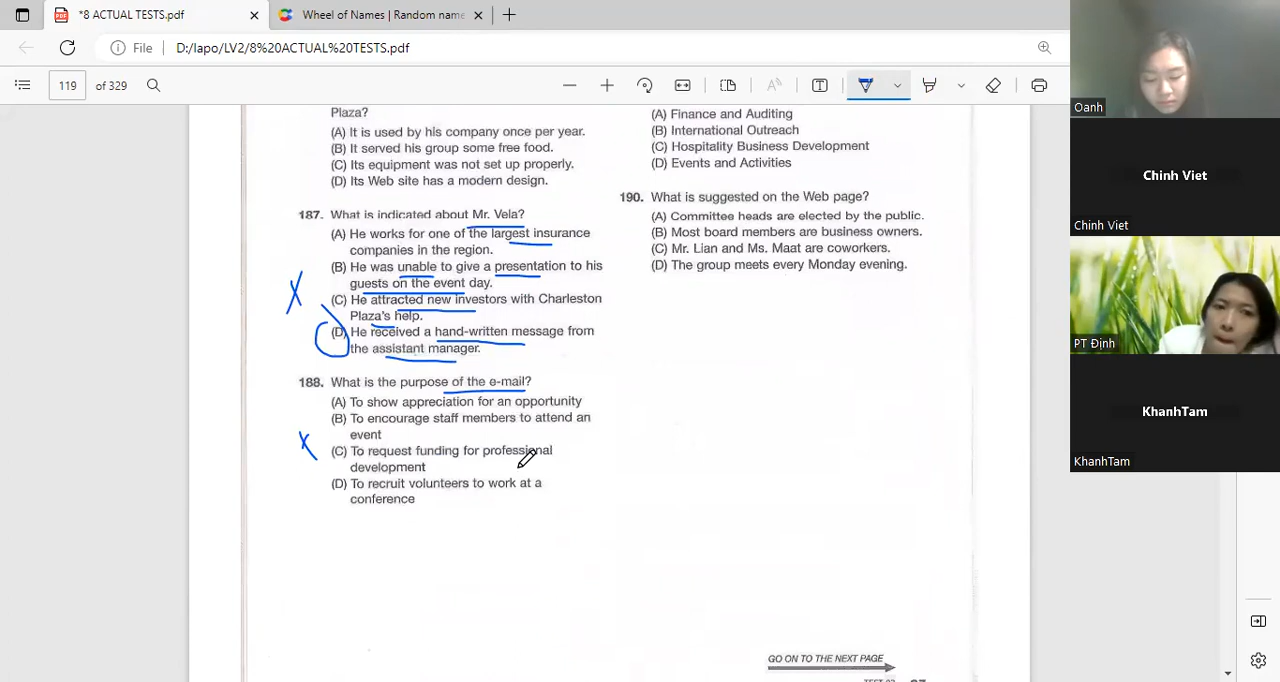 *8 ACTUAL TESTS.pdf
Wheel of Names | Random name
File
D:/lapo/LV2/8%20ACTUAL%20TESTS.pdf
119 of 329
Plaza?
(A) It is used by his company once per year.
(B) It served his group some free food.
(C) Its equipment was not set up properly.
(D) Its Web site has a modern design.
187. What is indicated about Mr. Vela?
(A) He works for one of the largest insurance
companies in the region.
(B) He was unable to give a presentation to his
guests on the event day.
(C) He attracted new investors with Charleston
Plaza's help.
(D) He received a hand-written message from
the assistant manager.
188. What is the purpose of the e-mail?
(A) To show appreciation for an opportunity
(B) To encourage staff members to attend an
event
(C) To request funding for professional
development
(D) To recruit volunteers to work at a
conference
(A) Finance and Auditing
(B) International Outreach
(C) Hospitality Business Development
(D) Events and Activities
190. What is suggested on the Web page?
(A) Committee heads are elected by the public.
(B) Most board members are business owners.
(C) Mr. Lian and Ms. Maat are coworkers.
(D) The group meets every Monday evening.
GO ON TO THE NEXT PAGE
Oanh
Chinh Viet
Chinh Viet
PT Định
KhanhTam
KhanhTam